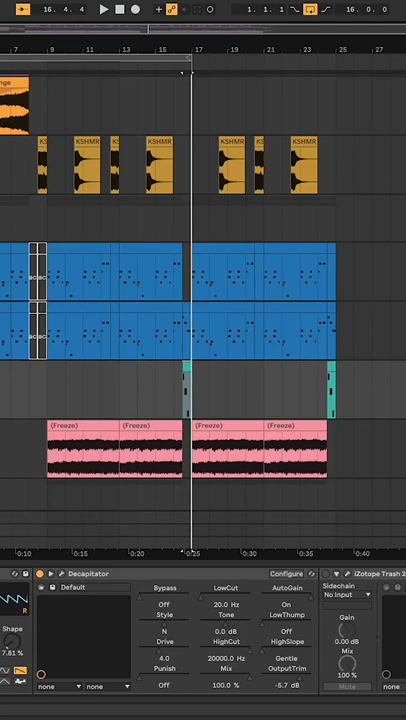 16. 4. 4
1. 1. 1
16. 0. 0
7 9 11 13 15 17 19 21 23 25 27
nge
KS KSHMR KS KSHMR KSHMR KS KSHMR
(Freeze) (Freeze) (Freeze) (Freeze)
0:10 0:15 0:20 0:25 0:30 0:35 0:40
Decapitator Configure iZotope Trash 2
Default Bypass LowCut AutoGain Sidechain
No Input
Off 20.0 Hz On
R Style Tone LowThump
Gain
Shape N 0.0 dB Off
7.81 % Drive HighCut HighSlope 0.00 dB
Mix
4.0 20000.0 Hz Gentle
Punish Mix OutputTrim 100 %
none none Off 100.0 % -5.7 dB Mute none